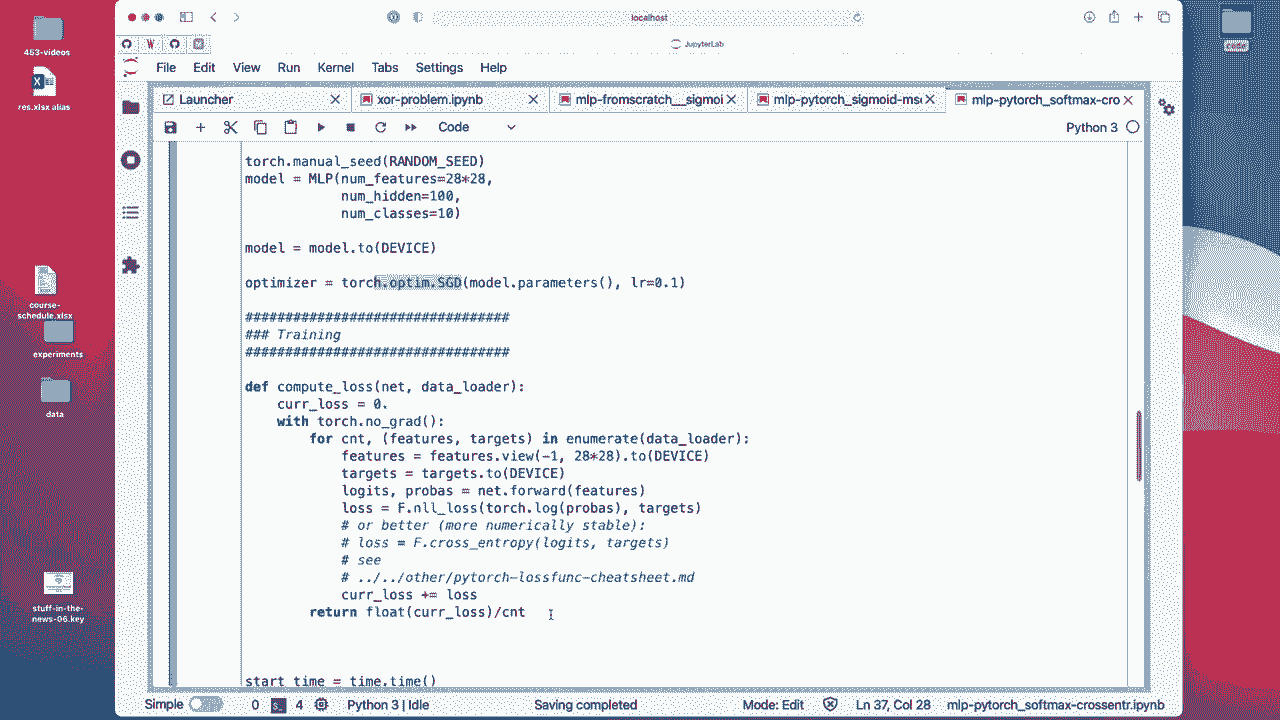 localhost
JupyterLab
File Edit View Run Kernel Tabs Settings Help
Launcher
xor-problem.ipynb
mlp-fromscratch__sigmoi
mlp-pytorch_sigmoid-mse
mlp-pytorch_softmax-cro
Code
Python 3
torch.manual_seed(RANDOM_SEED)
model = MLP(num_features=28*28,
num_hidden=100,
num_classes=10)
model = model.to(DEVICE)
optimizer = torch.optim.SGD(model.parameters(), lr=0.1)
#################################
### Training
#################################
def compute_loss(net, data_loader):
curr_loss = 0.
with torch.no_grad():
for cnt, (features, targets) in enumerate(data_loader):
features = features.view(-1, 28*28).to(DEVICE)
targets = targets.to(DEVICE)
logits, probas = net.forward(features)
loss = F.nll_loss(torch.log(probas), targets)
# or better (more numerically stable):
# loss = F.cross_entropy(logits, targets)
# see
# ../../other/pytorch-lossfunc-cheatsheet.md
curr_loss += loss
return float(curr_loss)/cnt
start time = time.time()
Simple 0 4 Python 3 | Idle Saving completed Mode: Edit Ln 37, Col 28 mlp-pytorch_softmax-crossentr.ipynb
453-videos
res.xlsx alias
course-
schedule.xlsx
experiments
data
stuff-in-the-
news-06.key
code